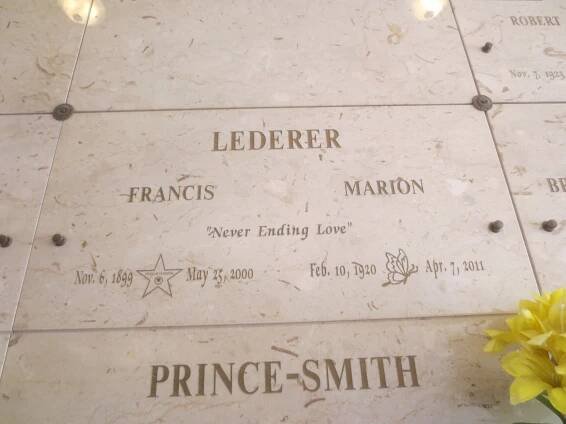 ROBERT
Nov. 7, 1923
LEDERER
FRANCIS MARION
"Never Ending Love"
Nov. 6, 1899 May 25, 2000 Feb. 10, 1920 Apr. 7, 2011
PRINCE-SMITH